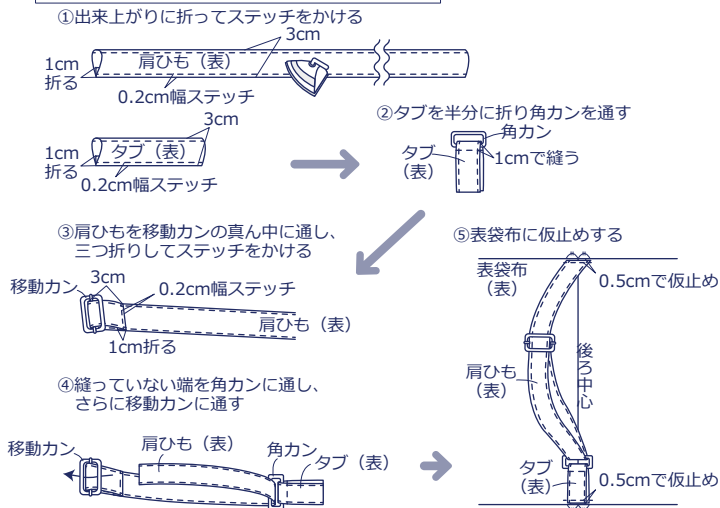 ①出来上がりに折ってステッチをかける
3cm
1cm
折る
肩ひも（表）
0.2cm幅ステッチ
3cm
1cm
折る
タブ（表）
0.2cm幅ステッチ
②タブを半分に折り角カンを通す
角カン
タブ
（表）
1cmで縫う
③肩ひもを移動カンの真ん中に通し、
三つ折りしてステッチをかける
移動カン
3cm
0.2cm幅ステッチ
肩ひも（表）
1cm折る
④縫っていない端を角カンに通し、
さらに移動カンに通す
移動カン
肩ひも（表）
角カン
タブ（表）
⑤表袋布に仮止めする
表袋布
（表）
0.5cmで仮止め
後ろ中心
肩ひも
（表）
タブ
（表）
0.5cmで仮止め